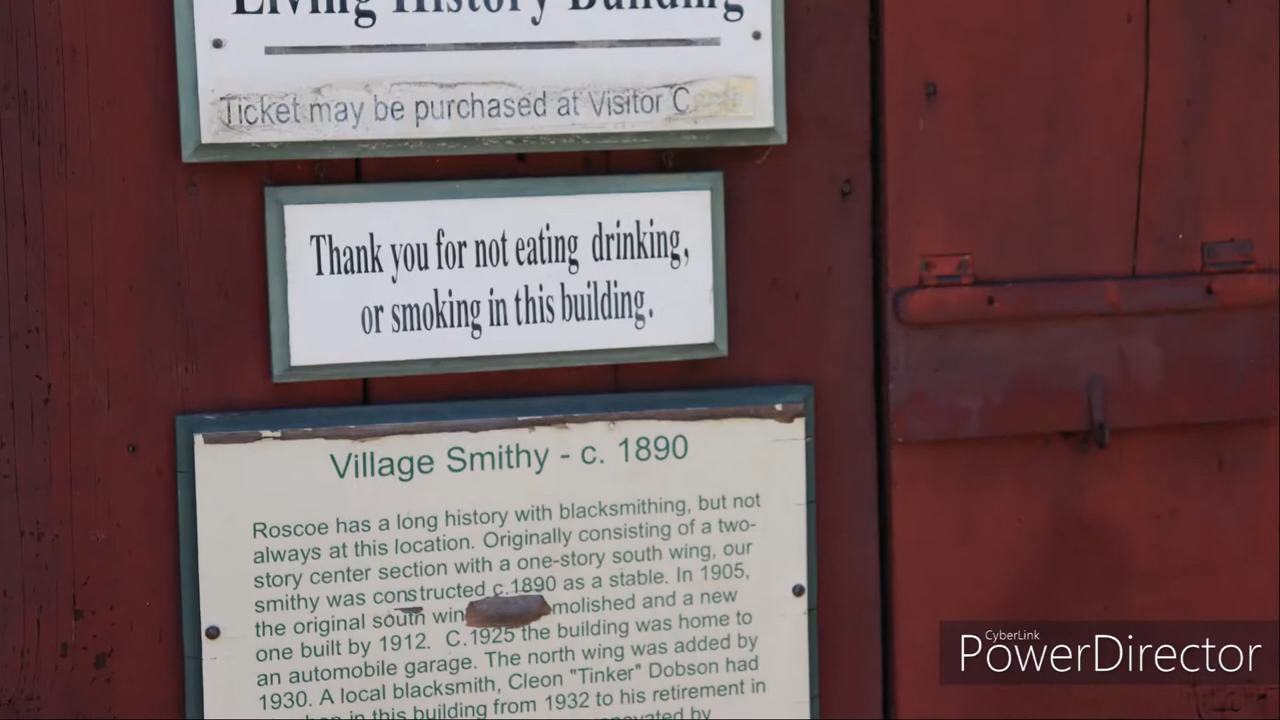 Living History Building
Ticket may be purchased at Visitor C
Thank you for not eating drinking,
or smoking in this building.
Village Smithy - c. 1890
Roscoe has a long history with blacksmithing, but not
always at this location. Originally consisting of a two-
story center section with a one-story south wing, our
smithy was constructed c.1890 as a stable. In 1905,
the original south win molished and a new
one built by 1912. C.1925 the building was home to
an automobile garage. The north wing was added by
1930. A local blacksmith, Cleon "Tinker" Dobson had
in this building from 1932 to his retirement in
by
CyberLink
PowerDirector